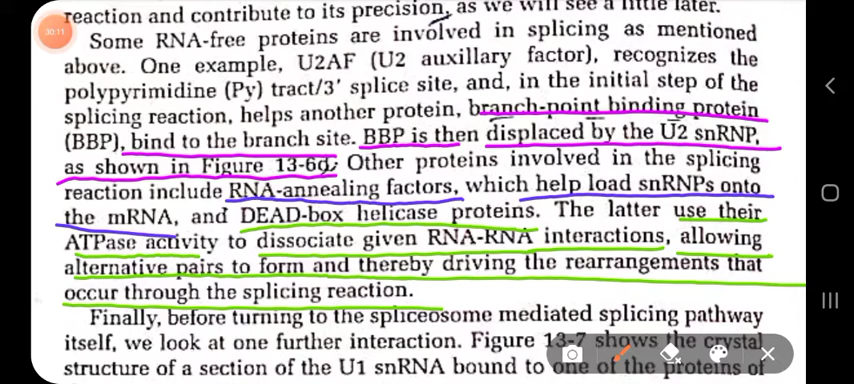 reaction and contribute to its precision, as we will see a little later.
30:11
Some RNA-free proteins are involved in splicing as mentioned
above. One example, U2AF (U2 auxillary factor), recognizes the
polypyrimidine (Py) tract/3' splice site, and, in the initial step of the
splicing reaction, helps another protein, branch-point binding protein
(BBP), bind to the branch site. BBP is then displaced by the U2 snRNP,
as shown in Figure 13-6d. Other proteins involved in the splicing
reaction include RNA-annealing factors, which help load snRNPs onto
the mRNA, and DEAD-box helicase proteins. The latter use their
ATPase activity to dissociate given RNA-RNA interactions, allowing
alternative pairs to form and thereby driving the rearrangements that
occur through the splicing reaction.
Finally, before turning to the spliceosome mediated splicing pathway
itself, we look at one further interaction. Figure 13-7 shows the crystal
structure of a section of the U1 snRNA bound to one of the proteins of